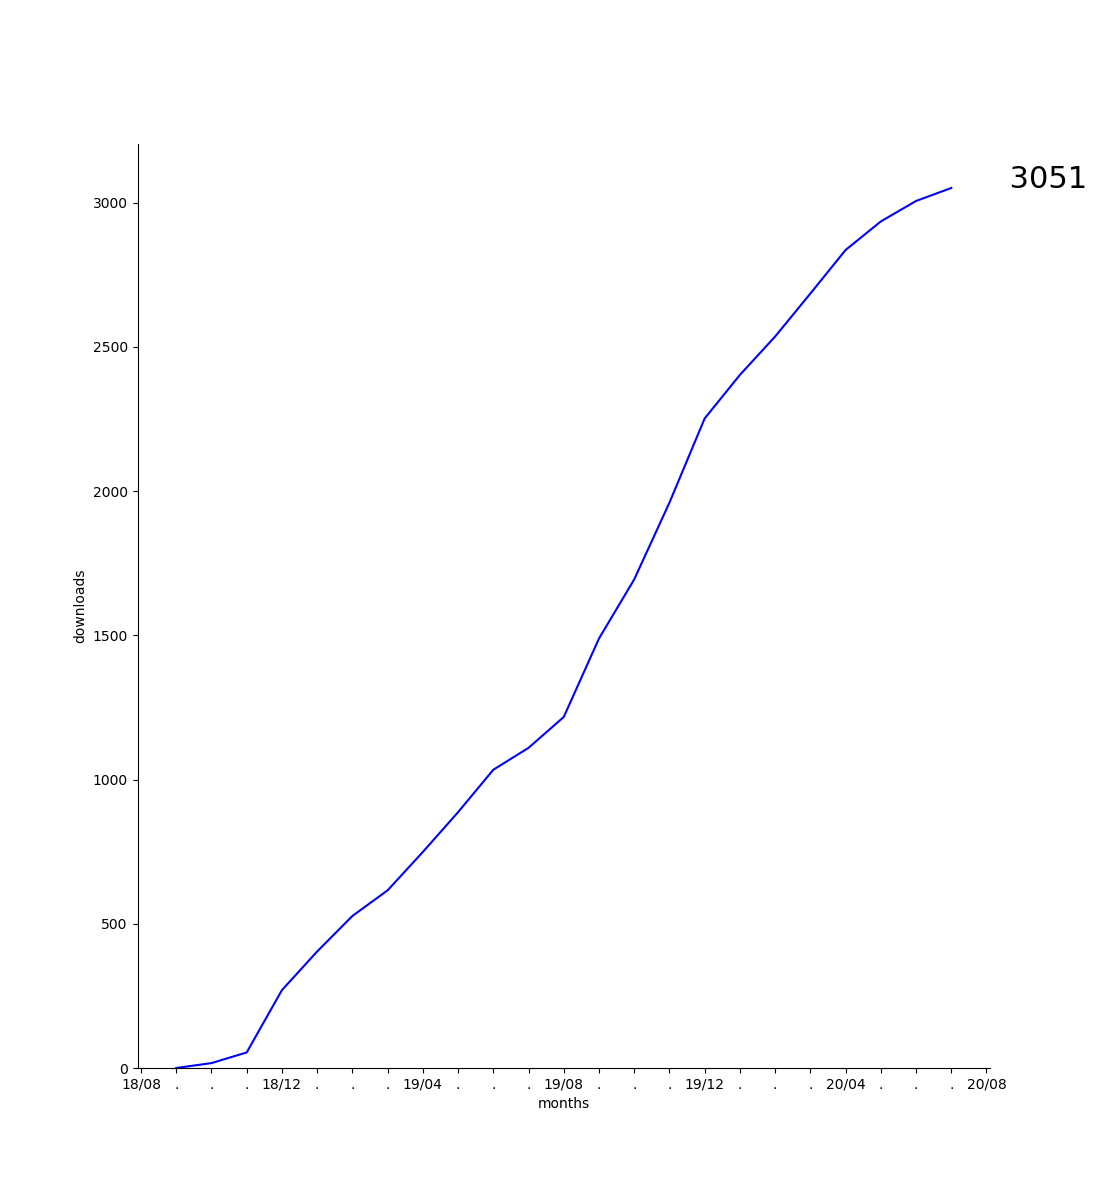 3051
3000
2500
2000
1500
1000
500
0
downloads
18/08 . . . 18/12 . . . 19/04 . . . 19/08 . . . 19/12 . . . 20/04 . . . 20/08
months